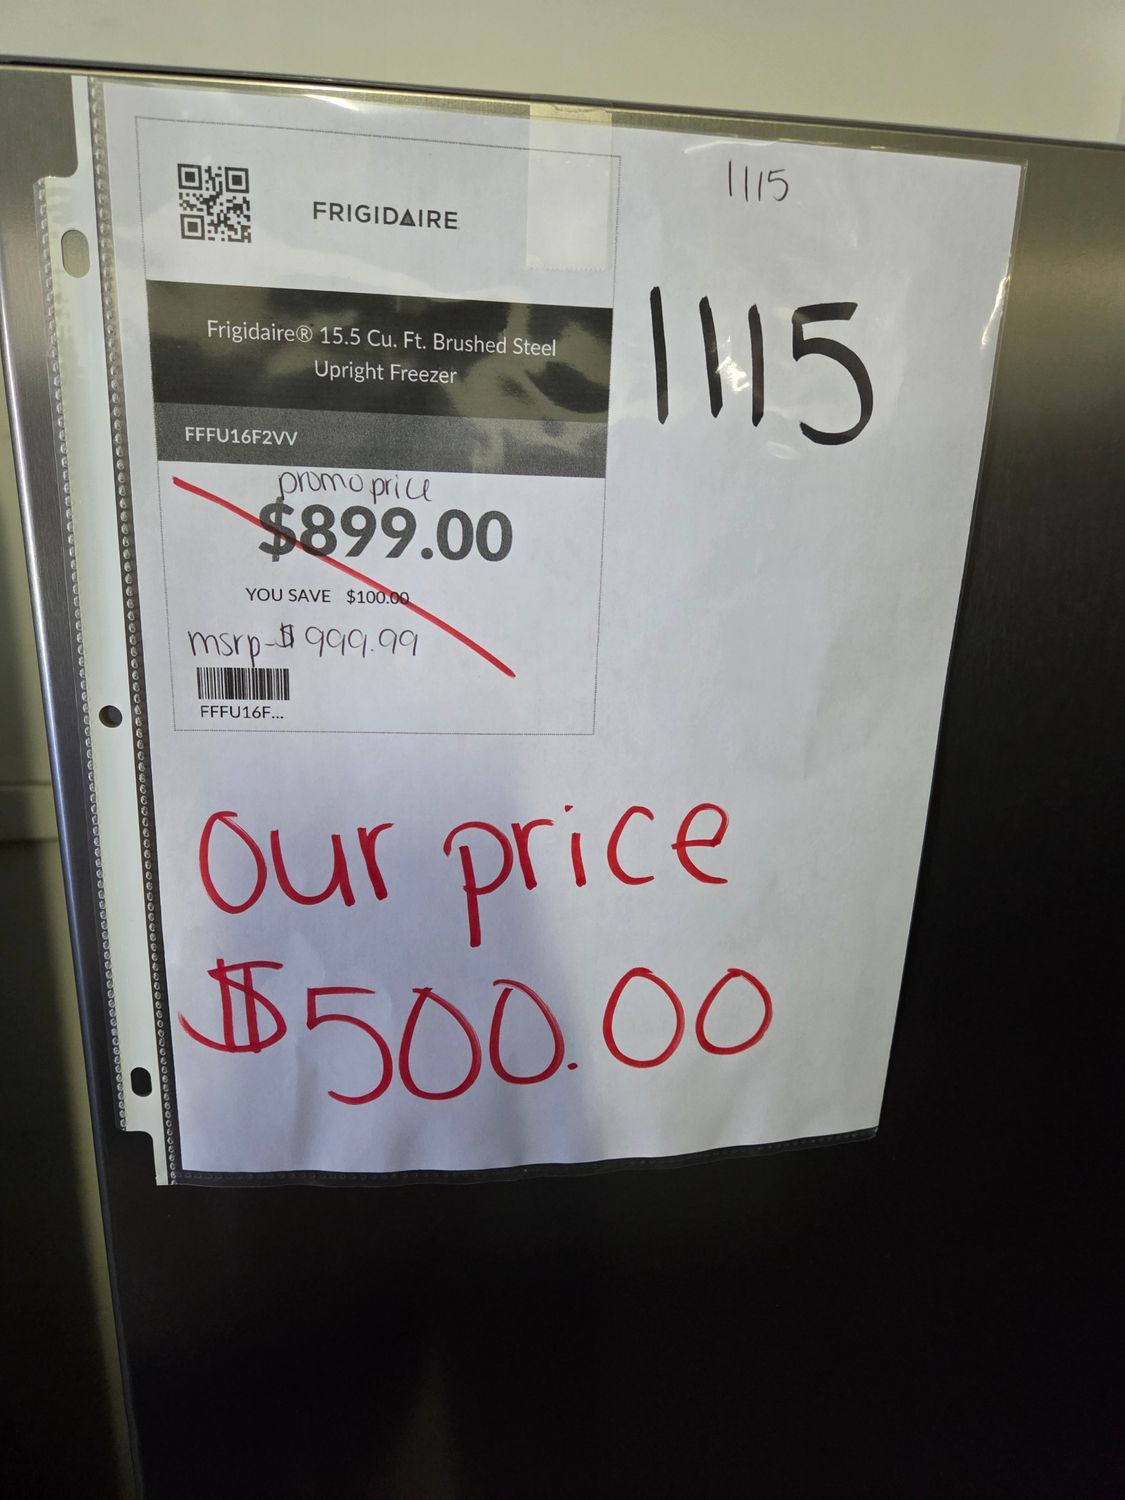 1115
FRIGIDAIRE
1115
Frigidaire® 15.5 Cu. Ft. Brushed Steel
Upright Freezer
FFFU16F2VV
promo price
$899.00
YOU SAVE $100.00
msrp-$999.99
FFFU16F...
Our price
$500.00